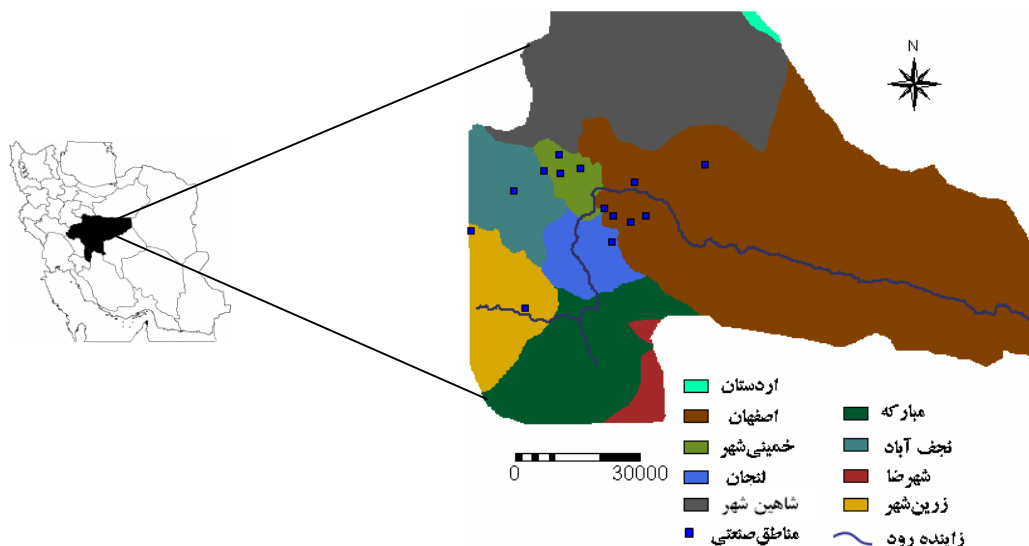 N
اردستان
اصفهان
خمینی‌شهر
لنجان
شاهین شهر
مناطق‌صنعتی
مبارکه
نجف آباد
شهرضا
زرین‌شهر
زاینده رود
0 30000